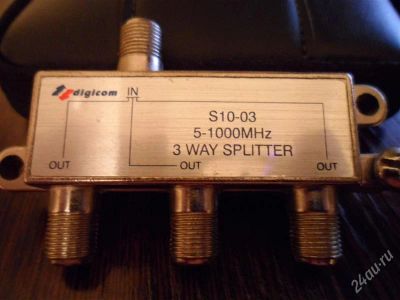 digicom
IN
S10-03
5-1000MHz
3 WAY SPLITTER
OUT
OUT
OUT
24au.ru